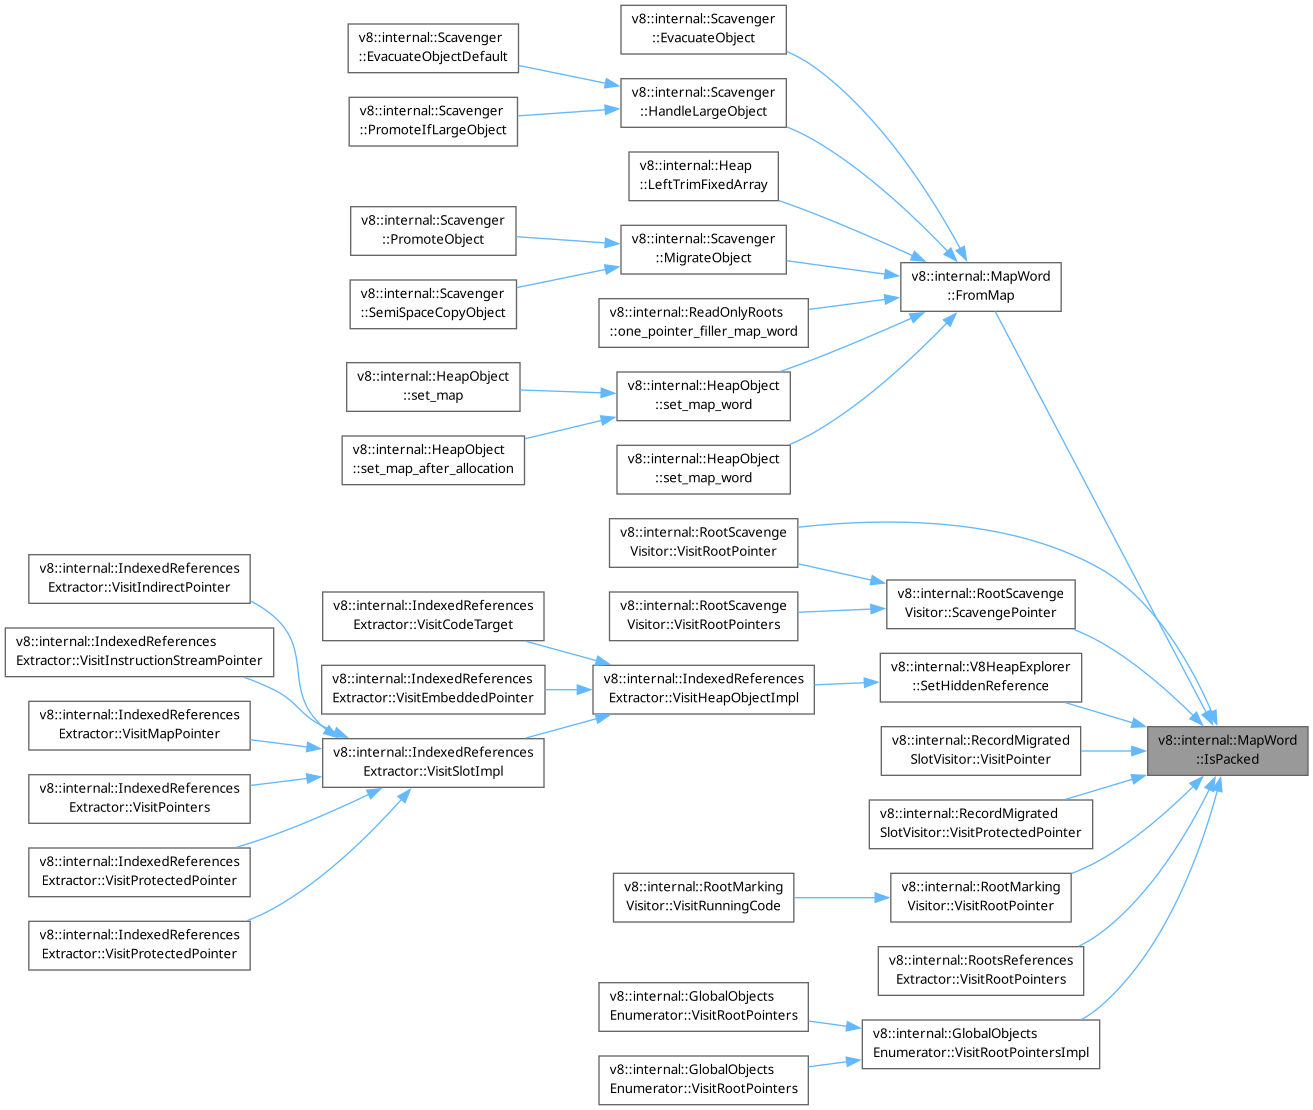 v8::internal::Scavenger
::EvacuateObject
v8::internal::Scavenger
::EvacuateObjectDefault
v8::internal::Scavenger
::HandleLargeObject
v8::internal::Scavenger
::PromoteIfLargeObject
v8::internal::Heap
::LeftTrimFixedArray
v8::internal::Scavenger
::PromoteObject
v8::internal::Scavenger
::MigrateObject
v8::internal::MapWord
::FromMap
v8::internal::Scavenger
::SemiSpaceCopyObject
v8::internal::ReadOnlyRoots
::one_pointer_filler_map_word
v8::internal::HeapObject
::set_map
v8::internal::HeapObject
::set_map_word
v8::internal::HeapObject
::set_map_after_allocation
v8::internal::HeapObject
::set_map_word
v8::internal::RootScavenge
Visitor::VisitRootPointer
v8::internal::IndexedReferences
Extractor::VisitIndirectPointer
v8::internal::IndexedReferences
Extractor::VisitCodeTarget
v8::internal::RootScavenge
Visitor::VisitRootPointers
v8::internal::RootScavenge
Visitor::ScavengePointer
v8::internal::IndexedReferences
Extractor::VisitInstructionStreamPointer
v8::internal::IndexedReferences
Extractor::VisitEmbeddedPointer
v8::internal::IndexedReferences
Extractor::VisitHeapObjectImpl
v8::internal::V8HeapExplorer
::SetHiddenReference
v8::internal::IndexedReferences
Extractor::VisitMapPointer
v8::internal::IndexedReferences
Extractor::VisitSlotImpl
v8::internal::RecordMigrated
SlotVisitor::VisitPointer
v8::internal::MapWord
::IsPacked
v8::internal::IndexedReferences
Extractor::VisitPointers
v8::internal::RecordMigrated
SlotVisitor::VisitProtectedPointer
v8::internal::IndexedReferences
Extractor::VisitProtectedPointer
v8::internal::RootMarking
Visitor::VisitRunningCode
v8::internal::RootMarking
Visitor::VisitRootPointer
v8::internal::IndexedReferences
Extractor::VisitProtectedPointer
v8::internal::RootsReferences
Extractor::VisitRootPointers
v8::internal::GlobalObjects
Enumerator::VisitRootPointers
v8::internal::GlobalObjects
Enumerator::VisitRootPointersImpl
v8::internal::GlobalObjects
Enumerator::VisitRootPointers